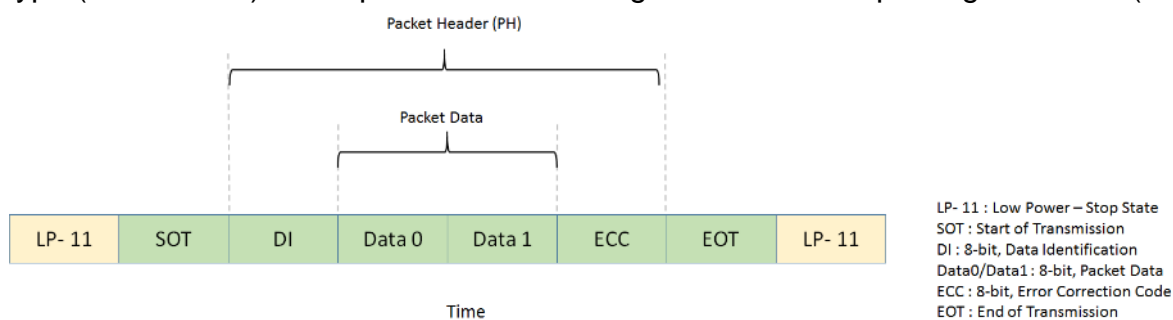 Packet Header (PH)
Packet Data
LP- 11 SOT DI Data 0 Data 1 ECC EOT LP- 11
Time
LP- 11 : Low Power – Stop State
SOT : Start of Transmission
DI : 8-bit, Data Identification
Data0/Data1 : 8-bit, Packet Data
ECC : 8-bit, Error Correction Code
EOT : End of Transmission